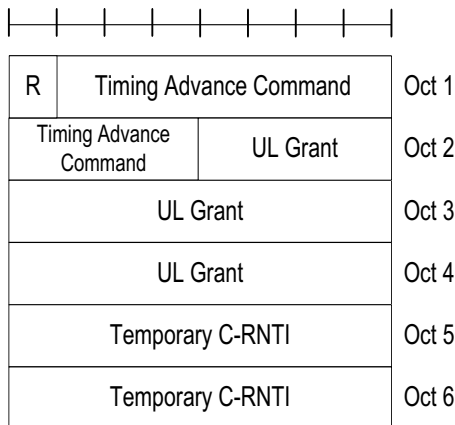 R Timing Advance Command Oct 1
Timing Advance
Command UL Grant Oct 2
UL Grant Oct 3
UL Grant Oct 4
Temporary C-RNTI Oct 5
Temporary C-RNTI Oct 6